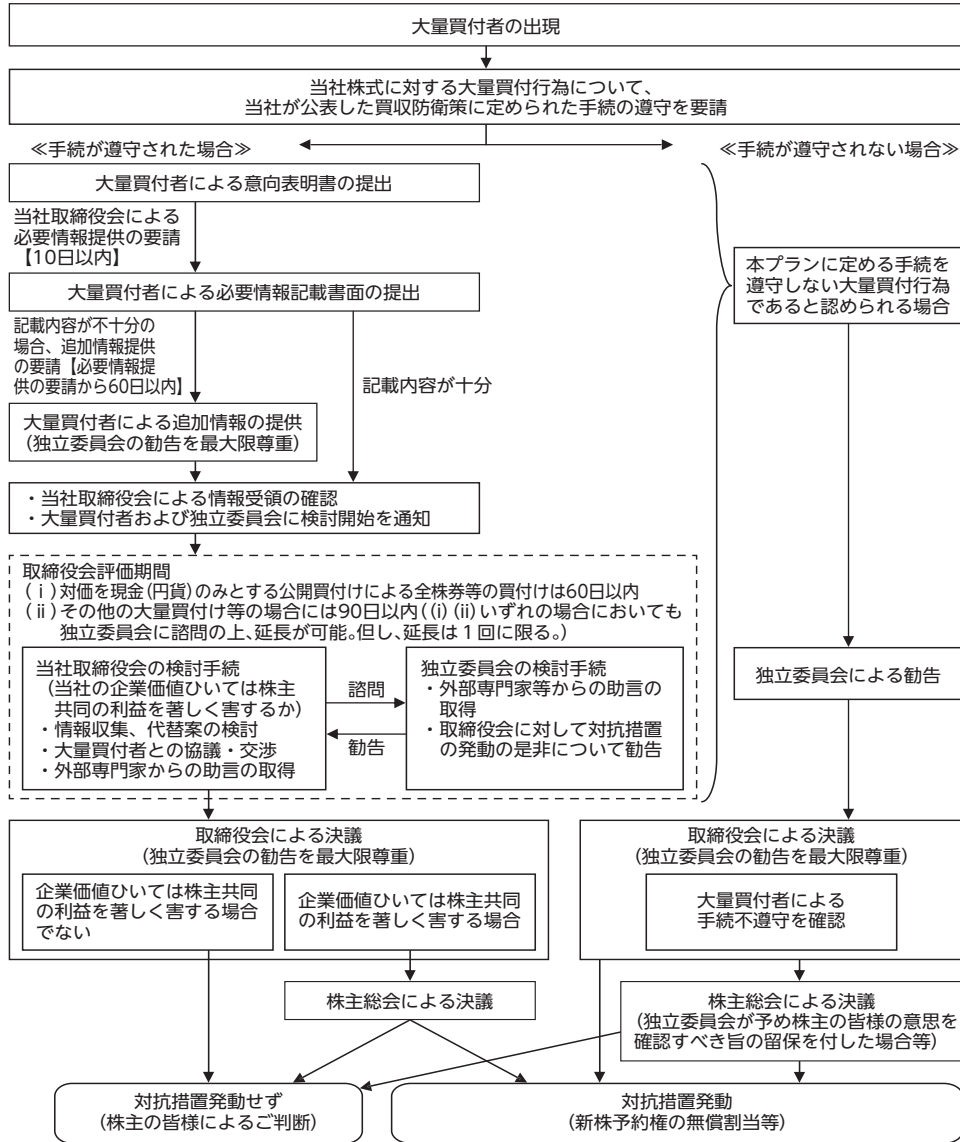 大量買付者の出現
当社株式に対する大量買付行為について、
当社が公表した買収防衛策に定められた手続の遵守を要請
≪手続が遵守された場合≫
≪手続が遵守されない場合≫
大量買付者による意向表明書の提出
当社取締役会による
必要情報提供の要請
【10日以内】
大量買付者による必要情報記載書面の提出
記載内容が不十分の
場合、追加情報提供
の要請【必要情報提
供の要請から60日以内】
記載内容が十分
大量買付者による追加情報の提供
(独立委員会の勧告を最大限尊重)
・当社取締役会による情報受領の確認
・大量買付者および独立委員会に検討開始を通知
取締役会評価期間
(ⅰ)対価を現金(円貨)のみとする公開買付けによる全株券等の買付けは60日以内
(ⅱ)その他の大量買付け等の場合には90日以内((i)(ii)いずれの場合においても
独立委員会に諮問の上、延長が可能。但し、延長は1回に限る。)
当社取締役会の検討手続
(当社の企業価値ひいては株主
共同の利益を著しく害するか)
・情報収集、代替案の検討
・大量買付者との協議・交渉
・外部専門家からの助言の取得
諮問
勧告
独立委員会の検討手続
・外部専門家等からの助言の
取得
・取締役会に対して対抗措置
の発動の是非について勧告
本プランに定める手続を
遵守しない大量買付行為
であると認められる場合
独立委員会による勧告
取締役会による決議
(独立委員会の勧告を最大限尊重)
企業価値ひいては株主共同
の利益を著しく害する場合
でない
企業価値ひいては株主共同
の利益を著しく害する場合
取締役会による決議
(独立委員会の勧告を最大限尊重)
大量買付者による
手続不遵守を確認
株主総会による決議
株主総会による決議
(独立委員会が予め株主の皆様の意思を
確認すべき旨の留保を付した場合等)
対抗措置発動せず
(株主の皆様によるご判断)
対抗措置発動
(新株予約権の無償割当等)